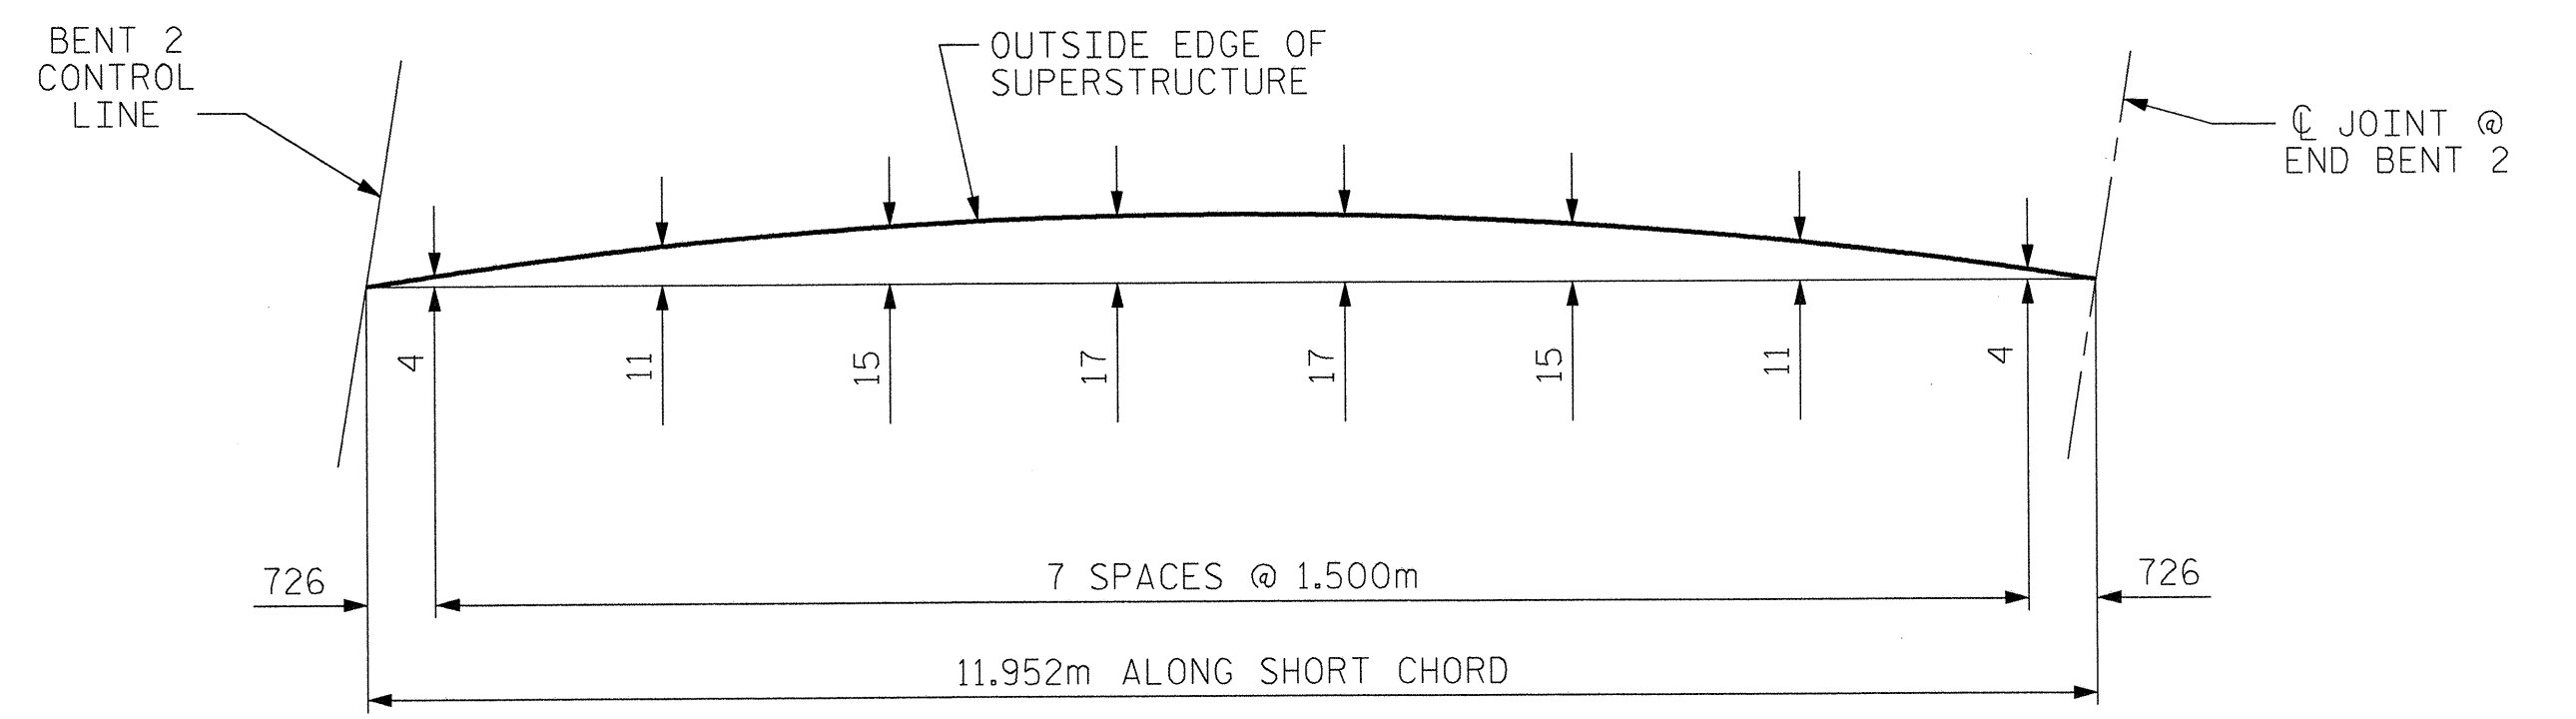 BENT 2
CONTROL
LINE
OUTSIDE EDGE OF
SUPERSTRUCTURE
℄ JOINT @
END BENT 2
4
11
15
17
17
15
11
4
726
7 SPACES @ 1.500m
726
11.952m ALONG SHORT CHORD